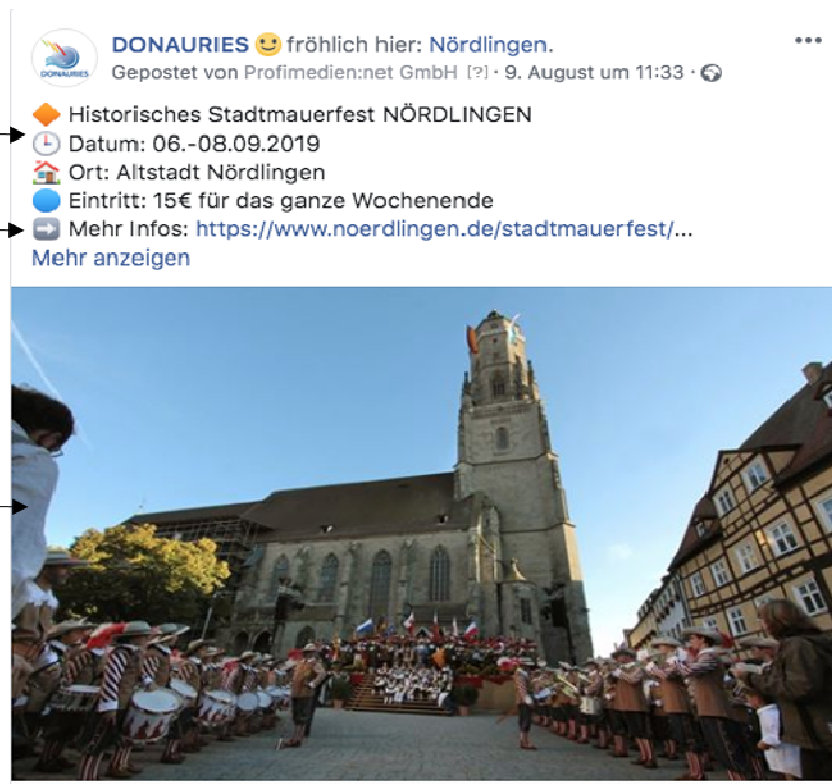 DONAURIES 🙂 fröhlich hier: Nördlingen.
Gepostet von Profimedien:net GmbH [?] · 9. August um 11:33 ·
🔶 Historisches Stadtmauerfest NÖRDLINGEN
🕒 Datum: 06.-08.09.2019
🏠 Ort: Altstadt Nördlingen
🔵 Eintritt: 15€ für das ganze Wochenende
➡️ Mehr Infos: https://www.noerdlingen.de/stadtmauerfest/...
Mehr anzeigen
DONAURIES